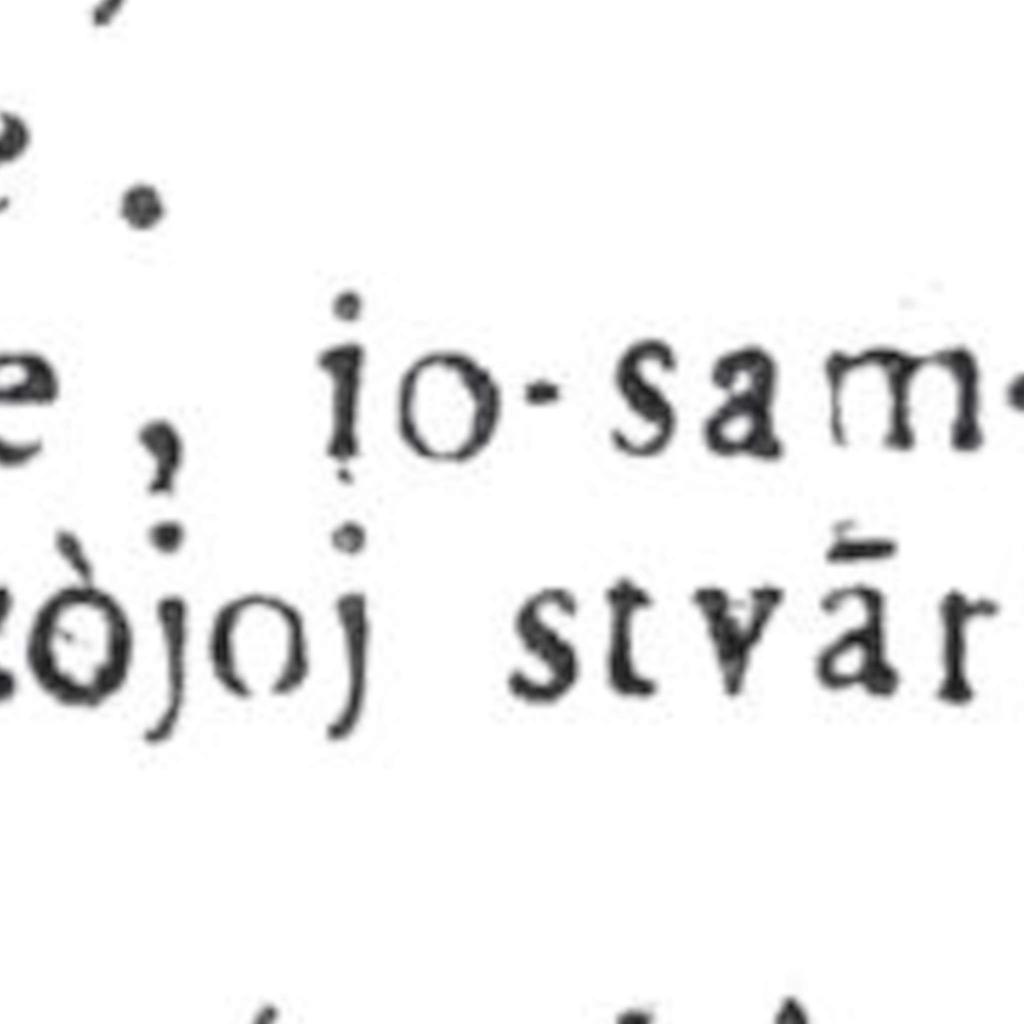 e.
e, io-sam-
òjoj stvār